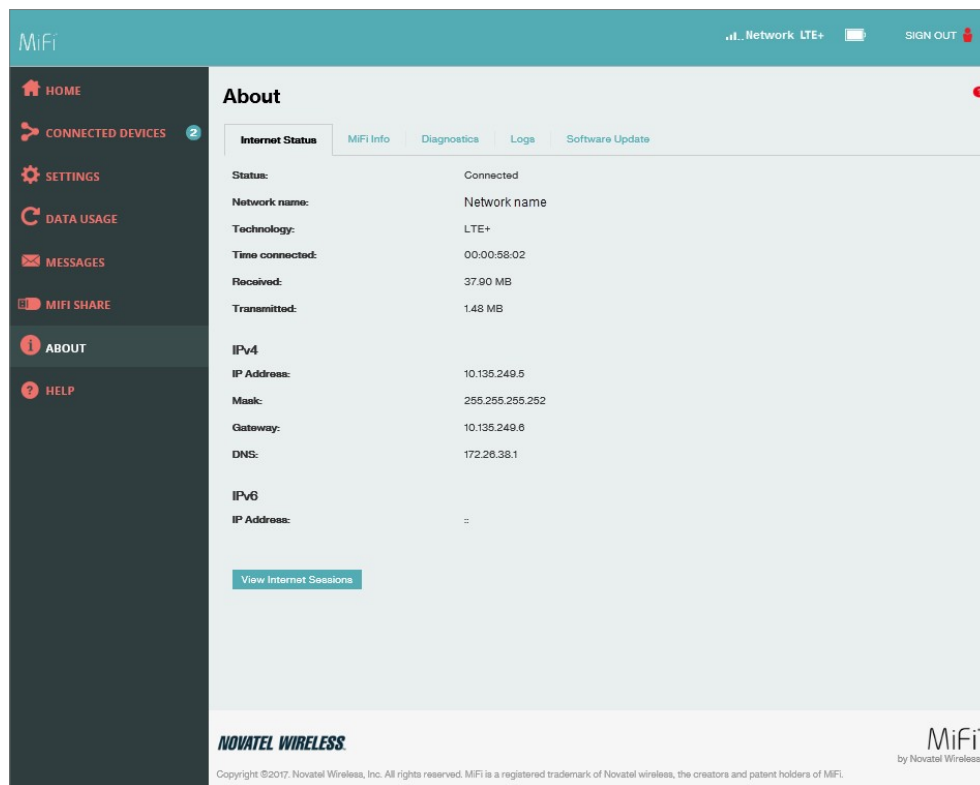 MiFi
Network LTE+
SIGN OUT
HOME
CONNECTED DEVICES 2
SETTINGS
DATA USAGE
MESSAGES
MIFI SHARE
ABOUT
HELP
About
Internet Status MiFi Info Diagnostics Logs Software Update
Status: Connected
Network name: Network name
Technology: LTE+
Time connected: 00:00:58:02
Received: 37.90 MB
Transmitted: 1.48 MB
IPv4
IP Address: 10.135.249.5
Mask: 255.255.255.252
Gateway: 10.135.249.6
DNS: 172.26.38.1
IPv6
IP Address: ::
View Internet Sessions
NOVATEL WIRELESS.
MiFi
by Novatel Wireless
Copyright ©2017. Novatel Wireless, Inc. All rights reserved. MiFi is a registered trademark of Novatel wireless, the creators and patent holders of MiFi.